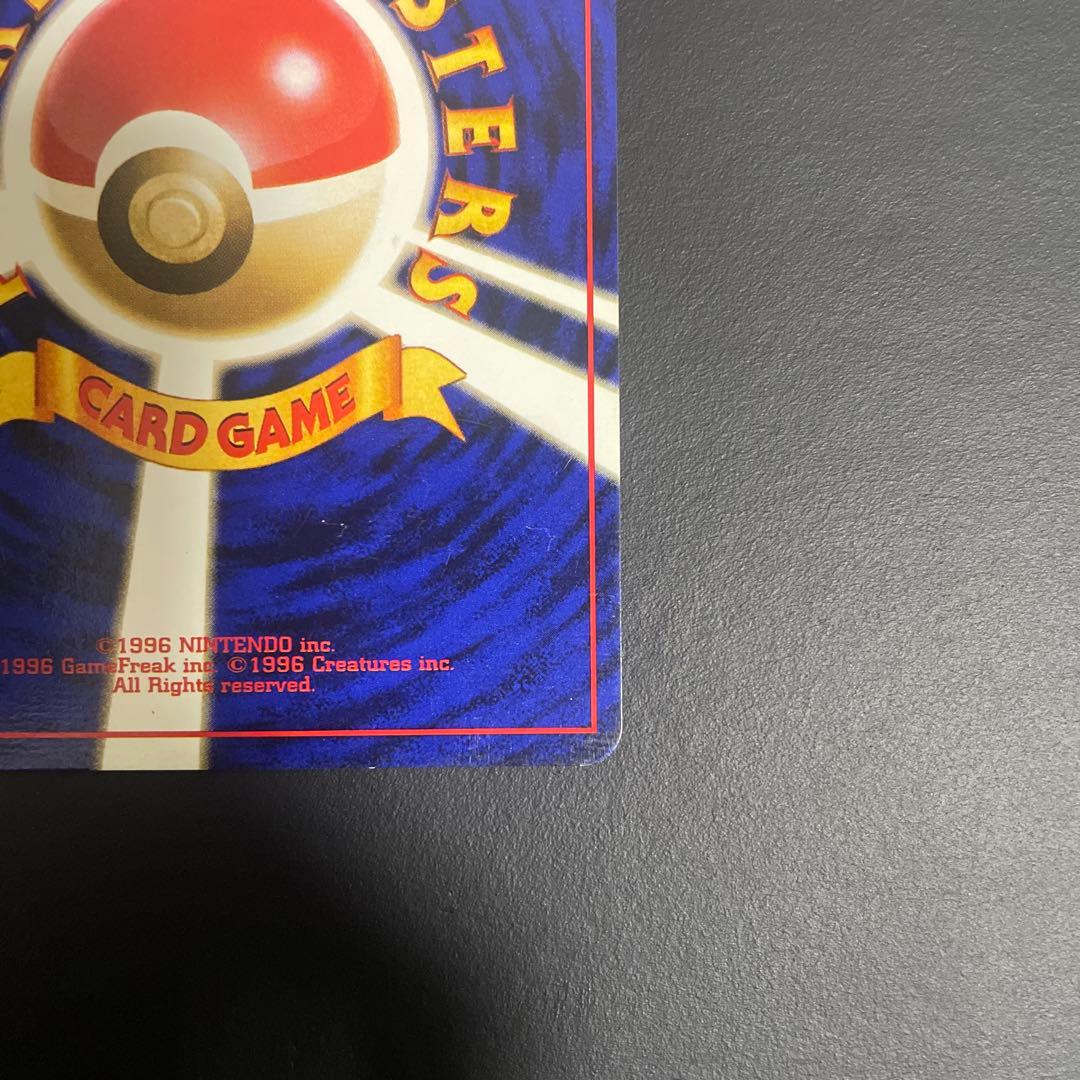 STERS
CARD GAME
©1996 NINTENDO inc.
1996 GameFreak inc. ©1996 Creatures inc.
All Rights reserved.